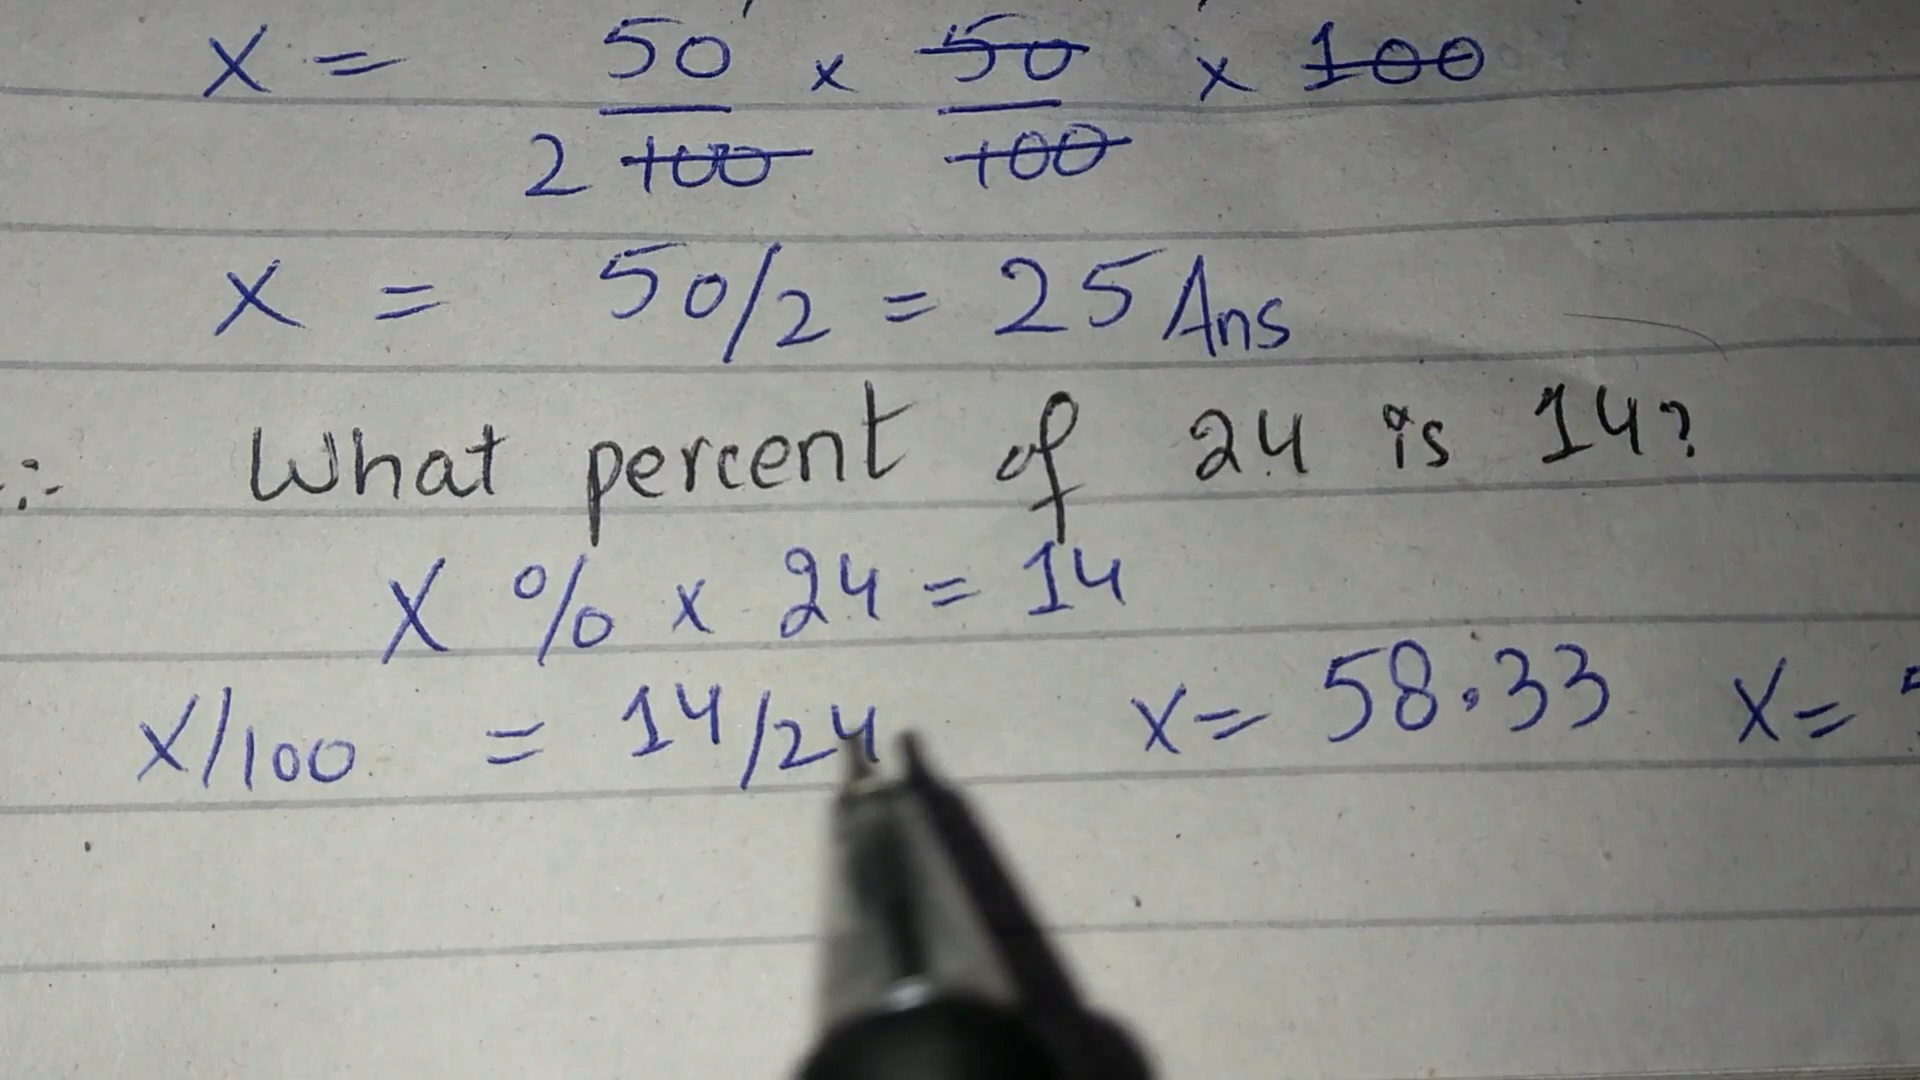 X = 50/100 x 50/100 x 100
2
X = 50/2 = 25 Ans
What percent of 24 is 14?
X % x 24 = 14
X/100 = 14/24 X= 58.33 X=